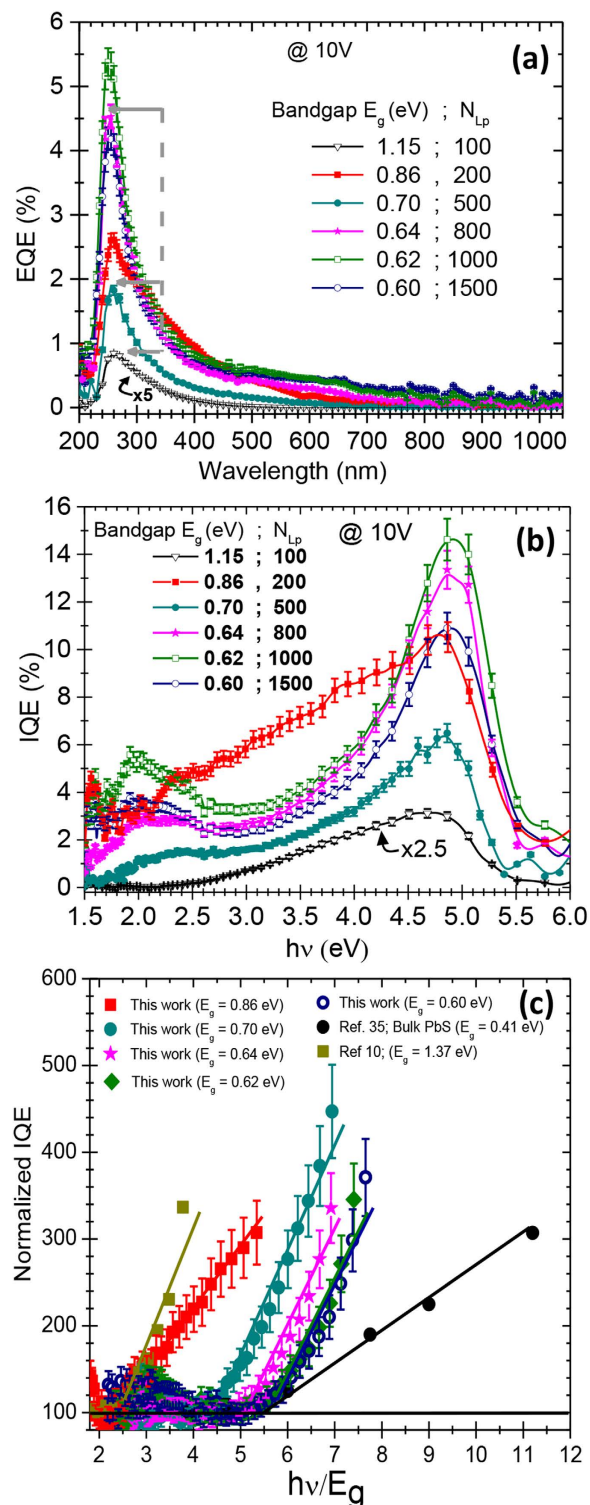 6
5
4
3
2
1
0
EQE (%)
@ 10V
(a)
Bandgap E_g (eV) ; N_Lp
1.15 ; 100
0.86 ; 200
0.70 ; 500
0.64 ; 800
0.62 ; 1000
0.60 ; 1500
x5
200 300 400 500 600 700 800 900 1000
Wavelength (nm)
16
14
12
10
8
6
4
2
0
IQE (%)
Bandgap E_g (eV) ; N_Lp
@ 10V
(b)
1.15 ; 100
0.86 ; 200
0.70 ; 500
0.64 ; 800
0.62 ; 1000
0.60 ; 1500
x2.5
1.5 2.0 2.5 3.0 3.5 4.0 4.5 5.0 5.5 6.0
hν (eV)
600
500
400
300
200
100
Normalized IQE
(c)
This work (E_g = 0.86 eV)
This work (E_g = 0.70 eV)
This work (E_g = 0.64 eV)
This work (E_g = 0.62 eV)
This work (E_g = 0.60 eV)
Ref. 35; Bulk PbS (E_g = 0.41 eV)
Ref 10; (E_g = 1.37 eV)
2 3 4 5 6 7 8 9 10 11 12
hν/E_g